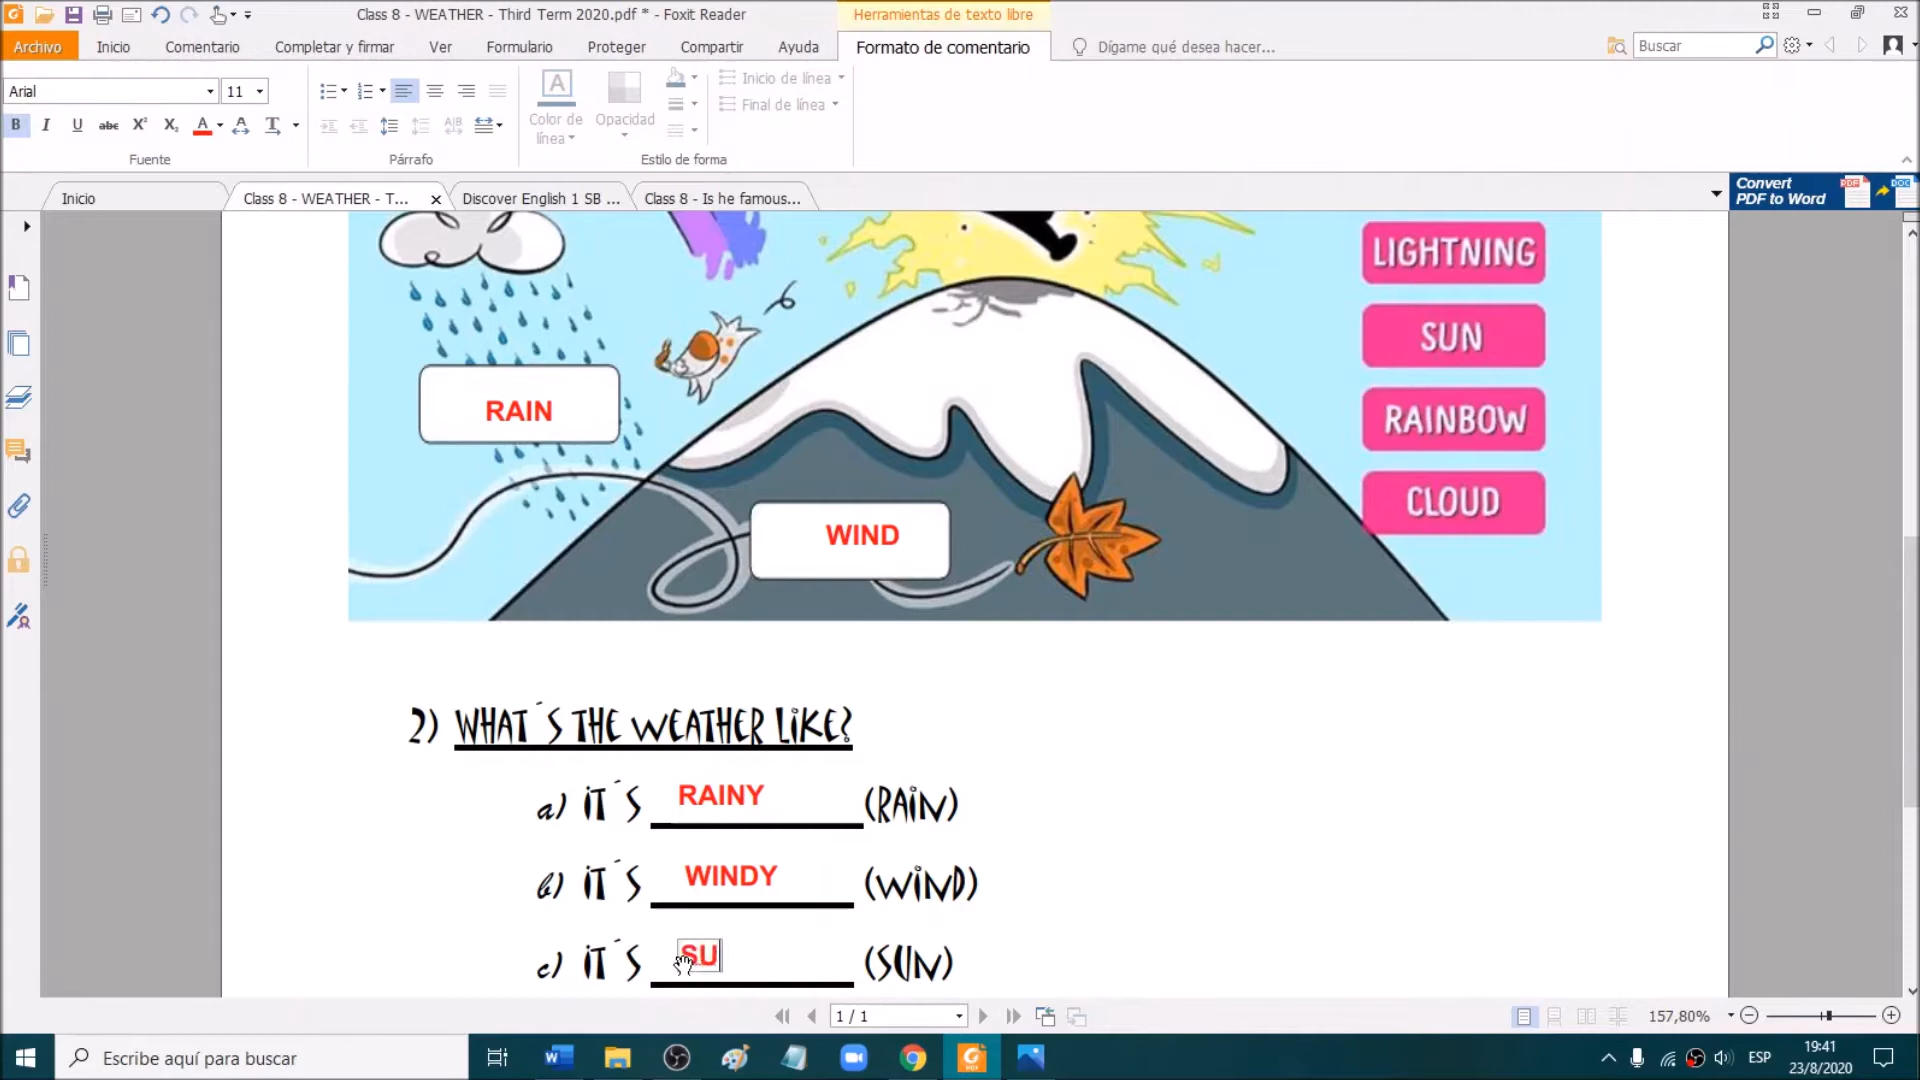 Class 8 - WEATHER - Third Term 2020.pdf * - Foxit Reader
Herramientas de texto libre
Archivo Inicio Comentario Completar y firmar Ver Formulario Proteger Compartir Ayuda Formato de comentario Dígame qué desea hacer... Buscar
Arial 11
Inicio de línea
Final de línea
Color de línea
Opacidad
B I U abc X² X₂ A T
Fuente Párrafo Estilo de forma
Inicio Class 8 - WEATHER - T... Discover English 1 SB ... Class 8 - Is he famous...
Convert
PDF to Word
LIGHTNING
SUN
RAINBOW
CLOUD
RAIN
WIND
2) WHAT´S THE WEATHER LIKE?
a) IT´S RAINY (RAIN)
b) IT´S WINDY (WIND)
c) IT´S SU (SUN)
1 / 1
157,80%
Escribe aquí para buscar
ESP
19:41
23/8/2020